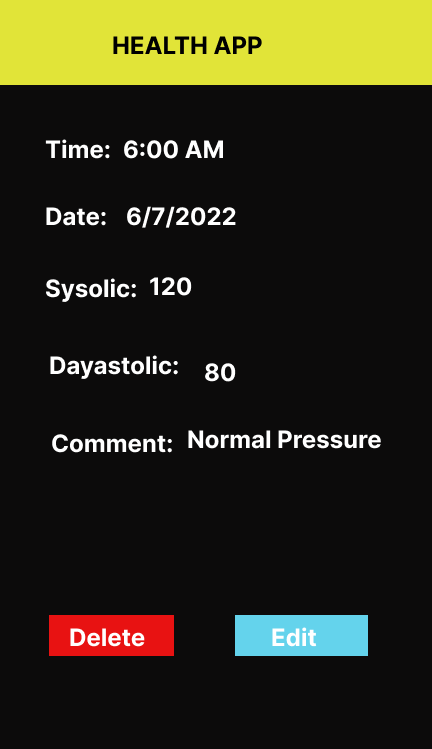 HEALTH APP
Time: 6:00 AM
Date: 6/7/2022
Sysolic: 120
Dayastolic: 80
Comment: Normal Pressure
Delete Edit